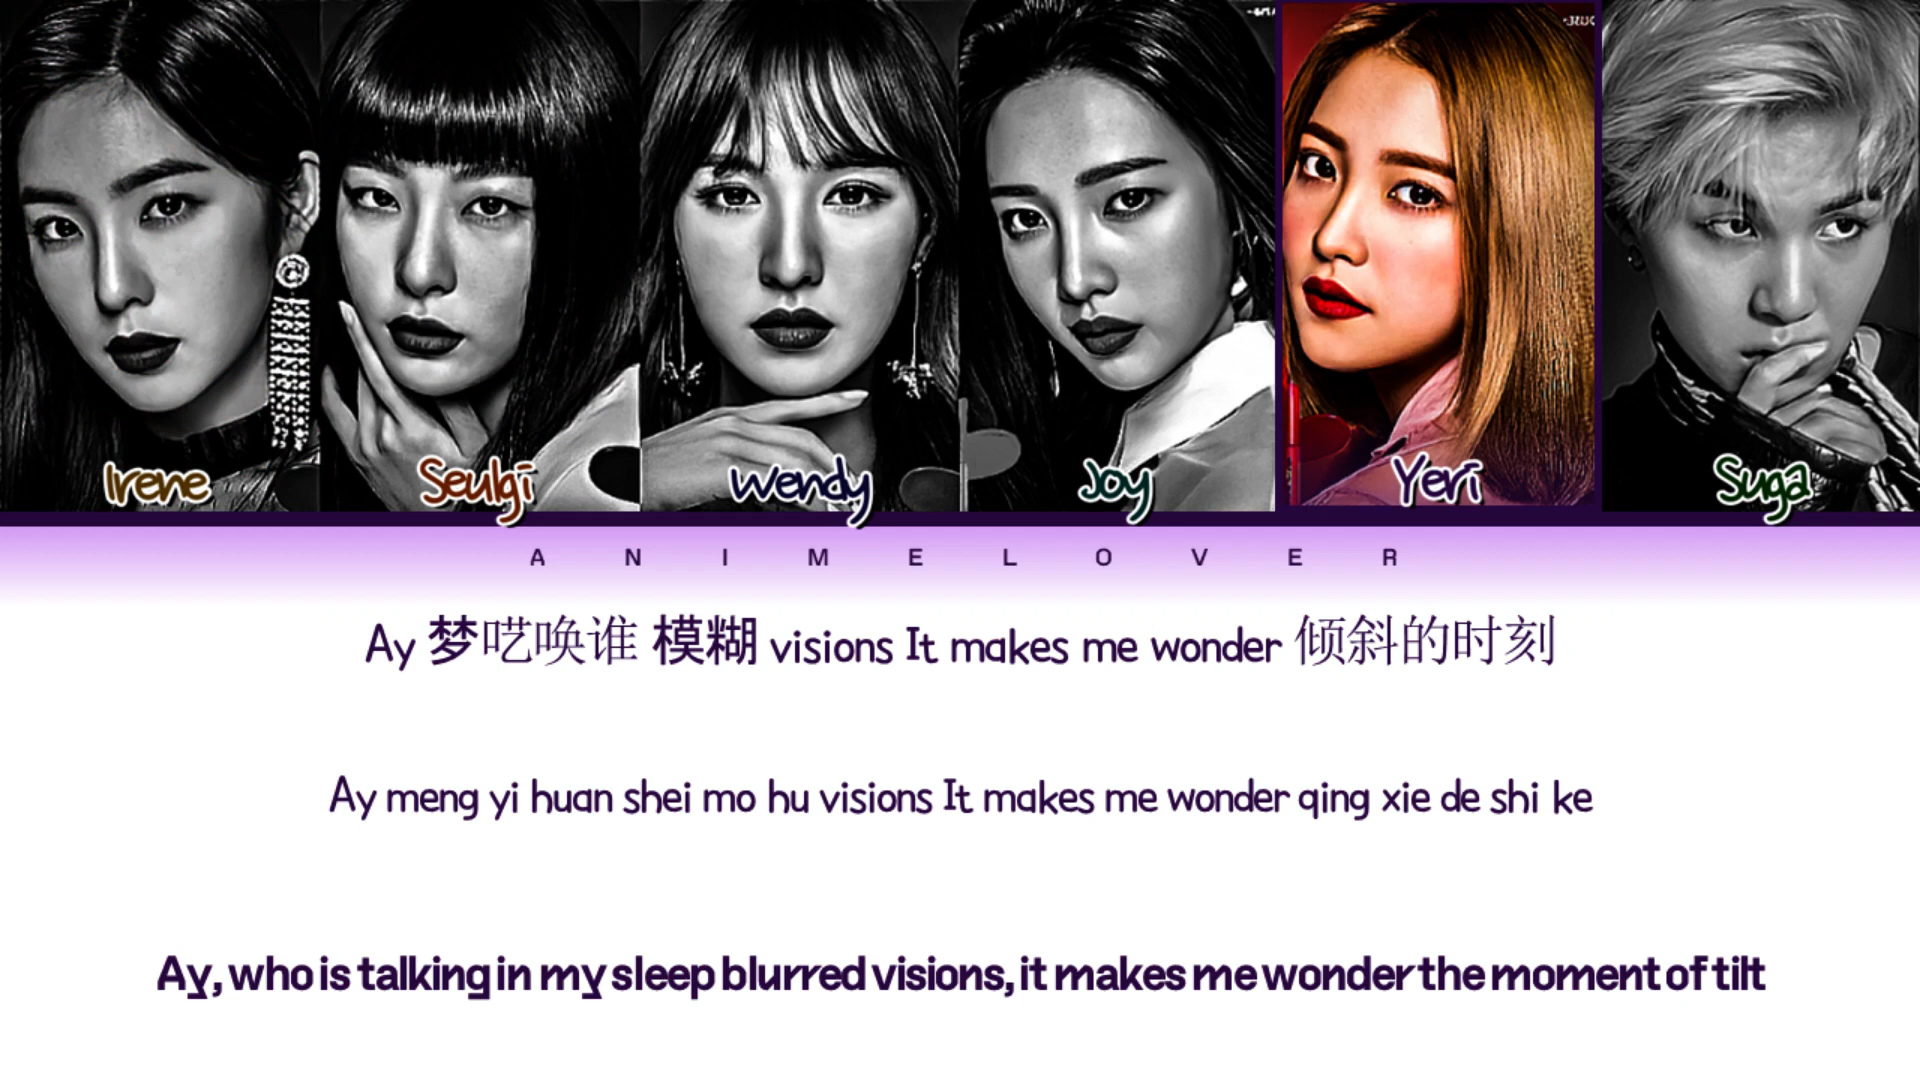 Irene Seulgi Wendy Joy Yeri Suga
ANIMELOVER
Ay 梦呓唤谁 模糊 visions It makes me wonder 倾斜的时刻
Ay meng yi huan shei mo hu visions It makes me wonder qing xie de shi ke
Ay, who is talking in my sleep blurred visions, it makes me wonder the moment of tilt